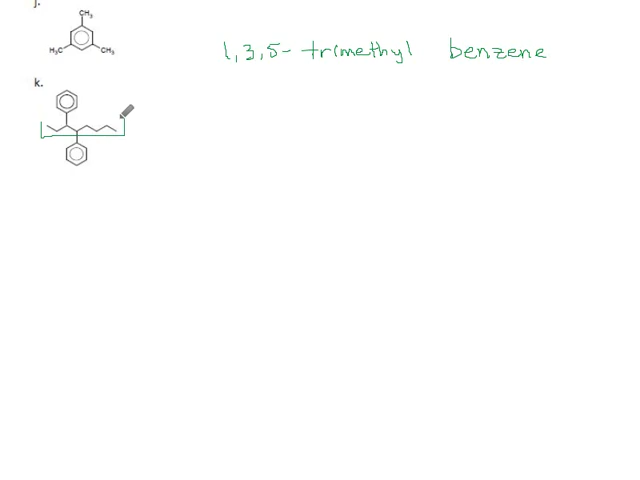 j.
CH₃
H₃C CH₃
1,3,5- trimethyl benzene
k.